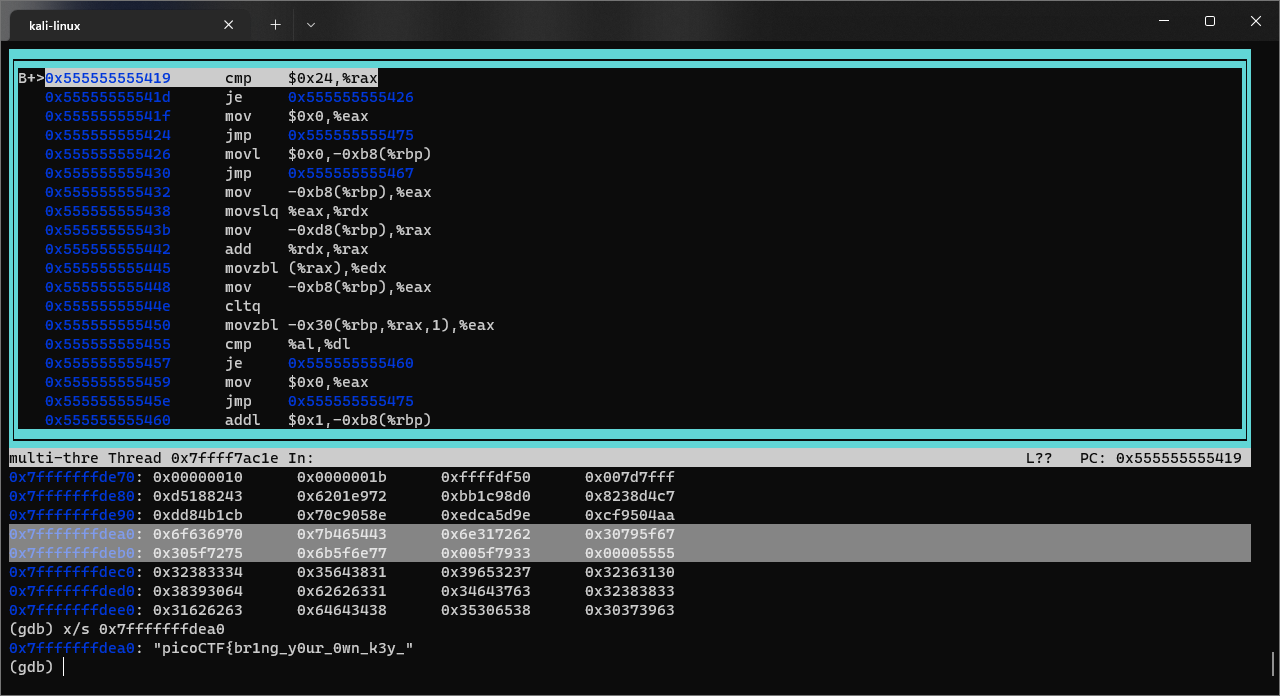 kali-linux
B+>0x555555555419 cmp $0x24,%rax
0x55555555541d je 0x555555555426
0x55555555541f mov $0x0,%eax
0x555555555424 jmp 0x555555555475
0x555555555426 movl $0x0,-0xb8(%rbp)
0x555555555430 jmp 0x555555555467
0x555555555432 mov -0xb8(%rbp),%eax
0x555555555438 movslq %eax,%rdx
0x55555555543b mov -0xd8(%rbp),%rax
0x555555555442 add %rdx,%rax
0x555555555445 movzbl (%rax),%edx
0x555555555448 mov -0xb8(%rbp),%eax
0x55555555544e cltq
0x555555555450 movzbl -0x30(%rbp,%rax,1),%eax
0x555555555455 cmp %al,%dl
0x555555555457 je 0x555555555460
0x555555555459 mov $0x0,%eax
0x55555555545e jmp 0x555555555475
0x555555555460 addl $0x1,-0xb8(%rbp)
multi-thre Thread 0x7ffff7ac1e In: L?? PC: 0x555555555419
0x7fffffffde70: 0x00000010 0x0000001b 0xffffdf50 0x007d7fff
0x7fffffffde80: 0xd5188243 0x6201e972 0xbb1c98d0 0x8238d4c7
0x7fffffffde90: 0xdd84b1cb 0x70c9058e 0xedca5d9e 0xcf9504aa
0x7fffffffdea0: 0x6f636970 0x7b465443 0x6e317262 0x30795f67
0x7fffffffdeb0: 0x305f7275 0x6b5f6e77 0x005f7933 0x00005555
0x7fffffffdec0: 0x32383334 0x35643831 0x39653237 0x32363130
0x7fffffffded0: 0x38393064 0x62626331 0x34643763 0x32383833
0x7fffffffdee0: 0x31626263 0x64643438 0x35306538 0x30373963
(gdb) x/s 0x7fffffffdea0
0x7fffffffdea0: "picoCTF{br1ng_y0ur_0wn_k3y_"
(gdb)